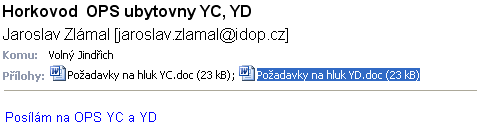 Horkovod OPS ubytovny YC, YD
Jaroslav Zlámal [jaroslav.zlamal@idop.cz]
Komu: Volný Jindřich
Přílohy: Požadavky na hluk YC.doc (23 kB); Požadavky na hluk YD.doc (23 kB)
Posílám na OPS YC a YD